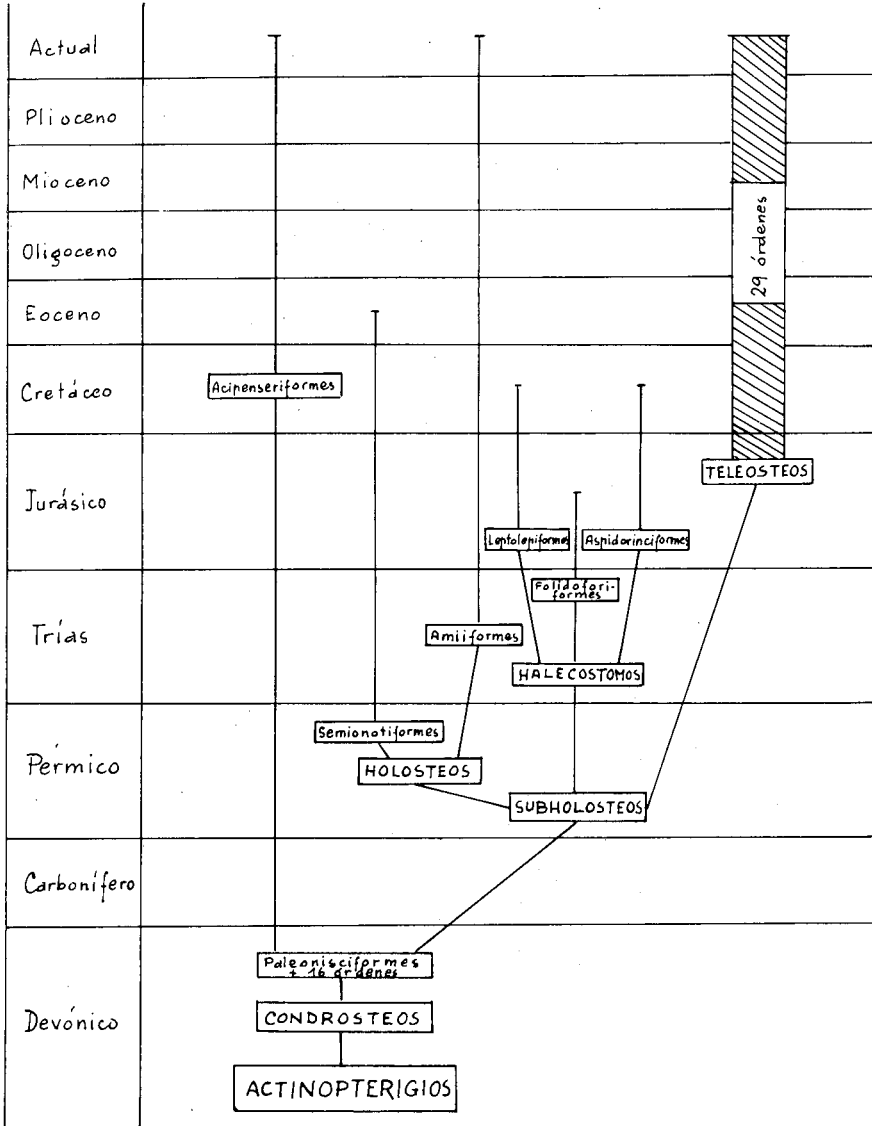 Actual
Plioceno
Mioceno
Oligoceno
29 órdenes
Eoceno
Cretáceo
Acipenseriformes
TELEOSTEOS
Jurásico
Leptolepiformes
Aspidorinciformes
Folidofori-
formes
Trías
Amiiformes
HALECOSTOMOS
Semionotiformes
Pérmico
HOLOSTEOS
SUBHOLOSTEOS
Carbonífero
Paleonisciformes
+ 16 órdenes
Devónico
CONDROSTEOS
ACTINOPTERIGIOS